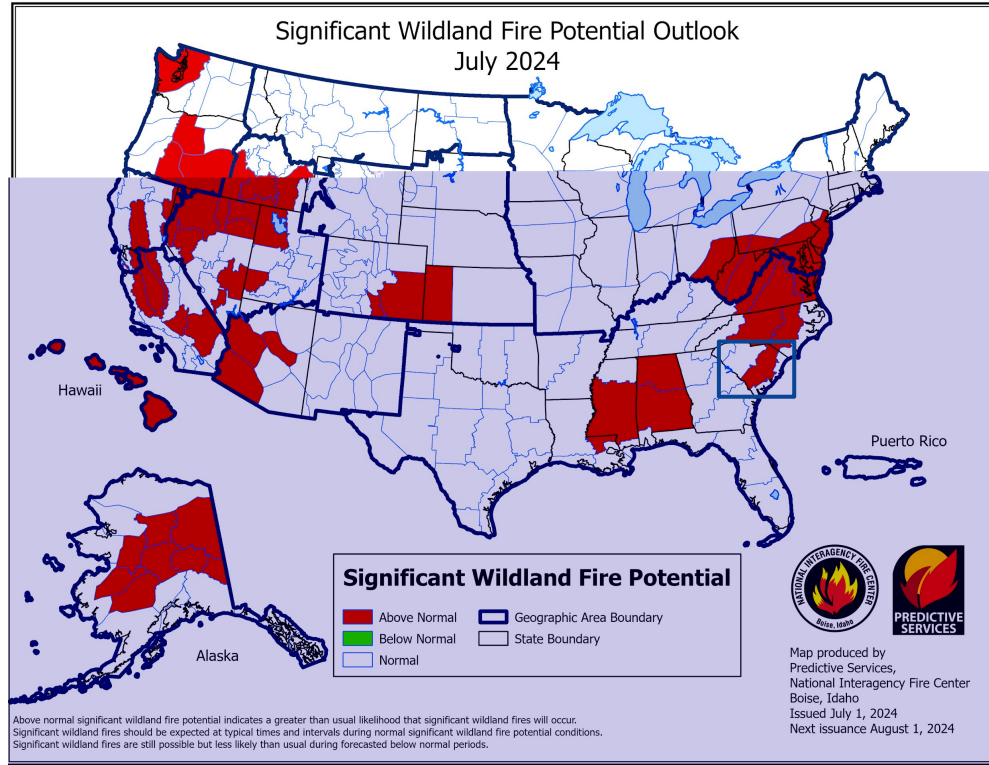 Significant Wildland Fire Potential Outlook
July 2024
Hawaii
Puerto Rico
Alaska
Significant Wildland Fire Potential
Above Normal
Below Normal
Normal
Geographic Area Boundary
State Boundary
NATIONAL INTERAGENCY FIRE CENTER
Boise, Idaho
PREDICTIVE
SERVICES
Map produced by
Predictive Services,
National Interagency Fire Center
Boise, Idaho
Issued July 1, 2024
Next issuance August 1, 2024
Above normal significant wildland fire potential indicates a greater than usual likelihood that significant wildland fires will occur.
Significant wildland fires should be expected at typical times and intervals during normal significant wildland fire potential conditions.
Significant wildland fires are still possible but less likely than usual during forecasted below normal periods.